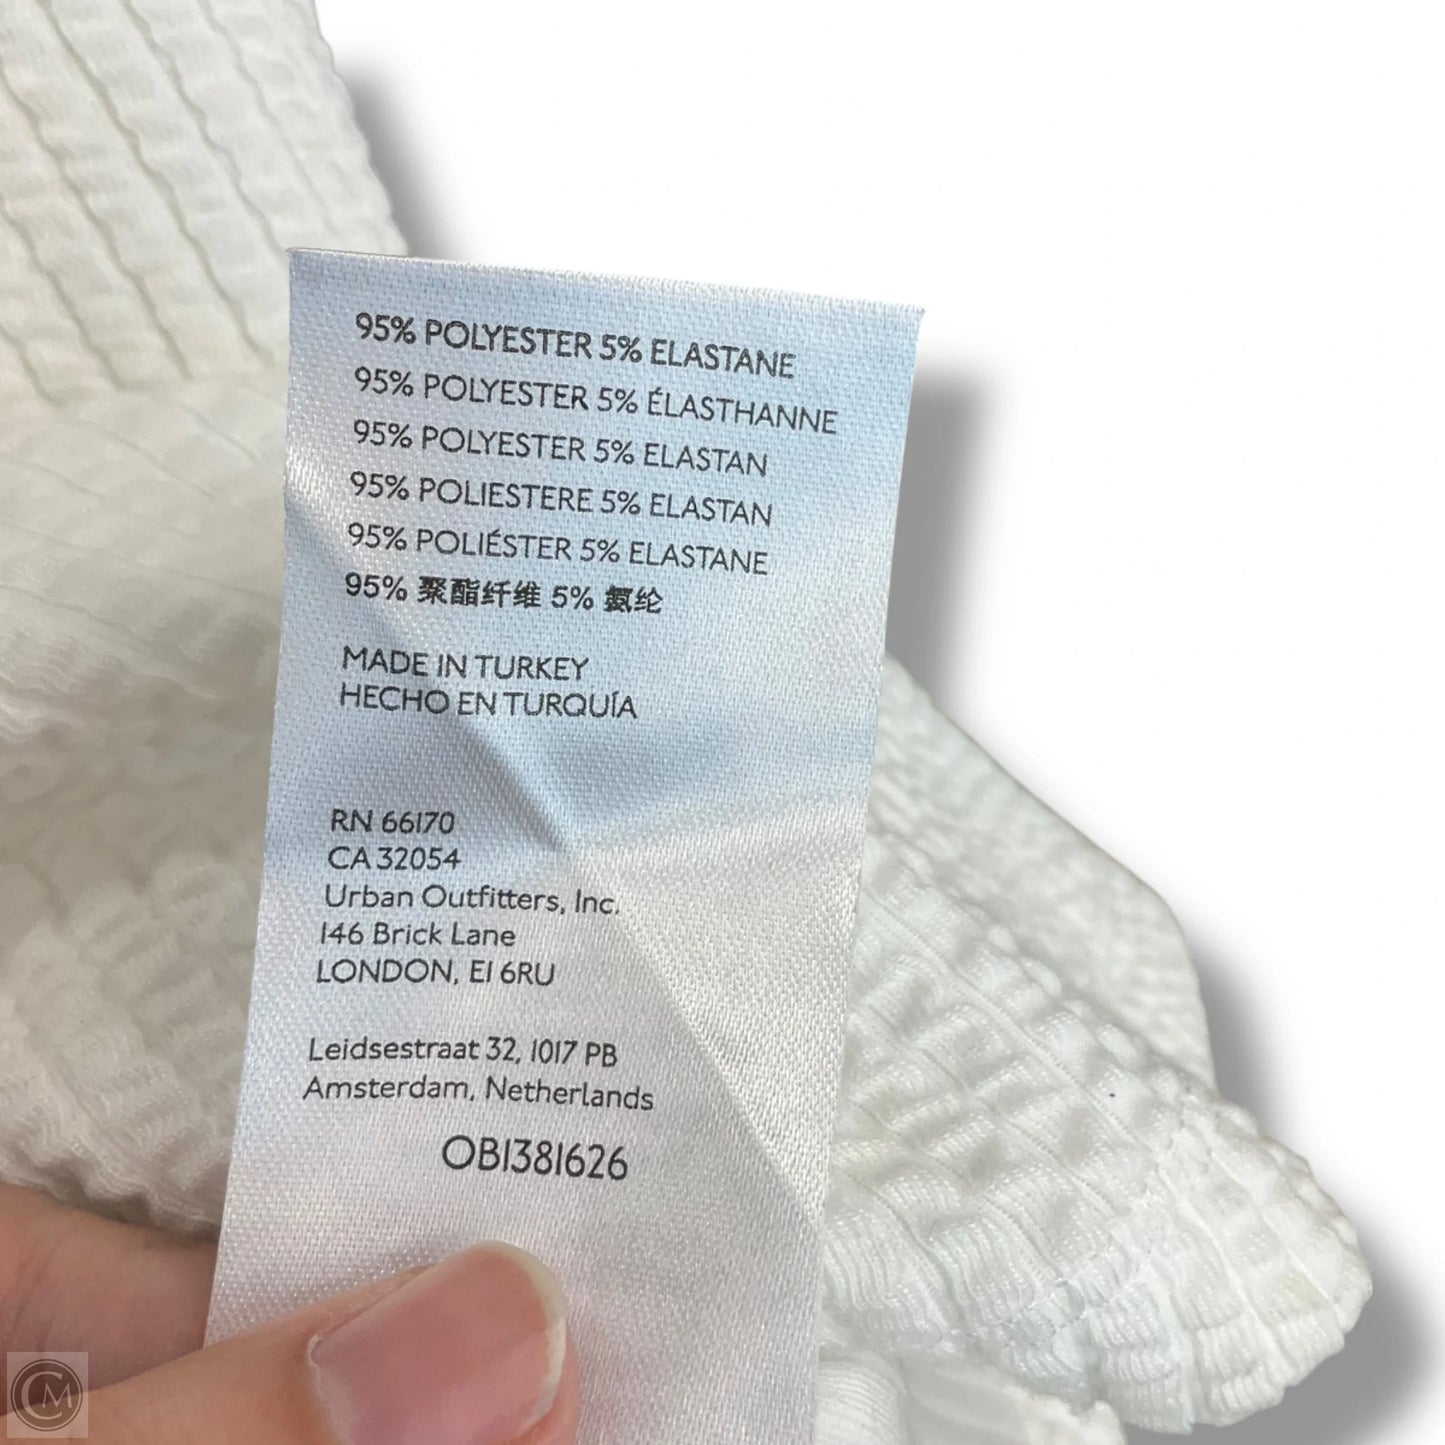 95% POLYESTER 5% ELASTANE
95% POLYESTER 5% ÉLASTHANNE
95% POLYESTER 5% ELASTAN
95% POLIESTERE 5% ELASTAN
95% POLIÉSTER 5% ELASTANE
95% 聚酯纤维 5% 氨纶
MADE IN TURKEY
HECHO EN TURQUÍA
RN 66170
CA 32054
Urban Outfitters, Inc.
146 Brick Lane
LONDON, E1 6RU
Leidsestraat 32, 1017 PB
Amsterdam, Netherlands
OB1381626
CM